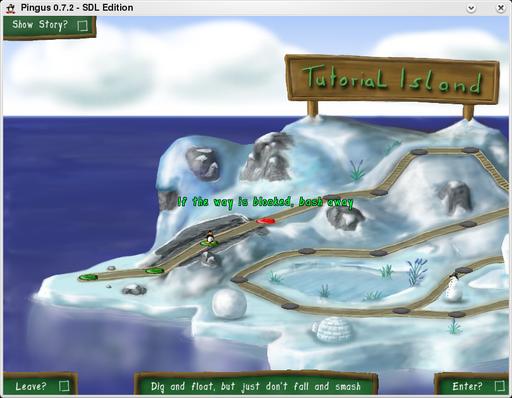 Pingus 0.7.2 - SDL Edition
Show Story?
Tutorial Island
If the way is blocked, bash away
Leave?
Dig and float, but just don't fall and smash
Enter?